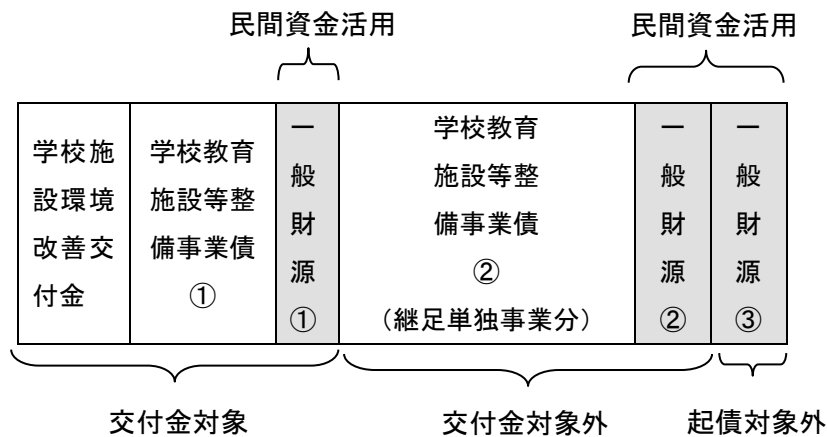 民間資金活用
民間資金活用
学校施
設環境
改善交
付金
学校教育
施設等整
備事業債
①
一
般
財
源
①
学校教育
施設等整
備事業債
②
（継足単独事業分）
一
般
財
源
②
一
般
財
源
③
交付金対象
交付金対象外
起債対象外